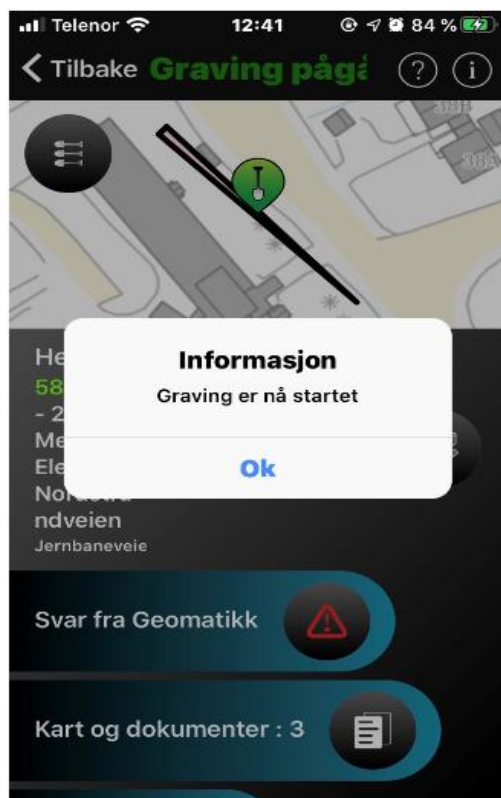 Telenor 12:41 84 %
Tilbake Graving pågå
38B
38A
Informasjon
Graving er nå startet
Ok
He
58
- 2
Me
Ele
ndveien
Jernbaneveie
Svar fra Geomatikk
Kart og dokumenter : 3